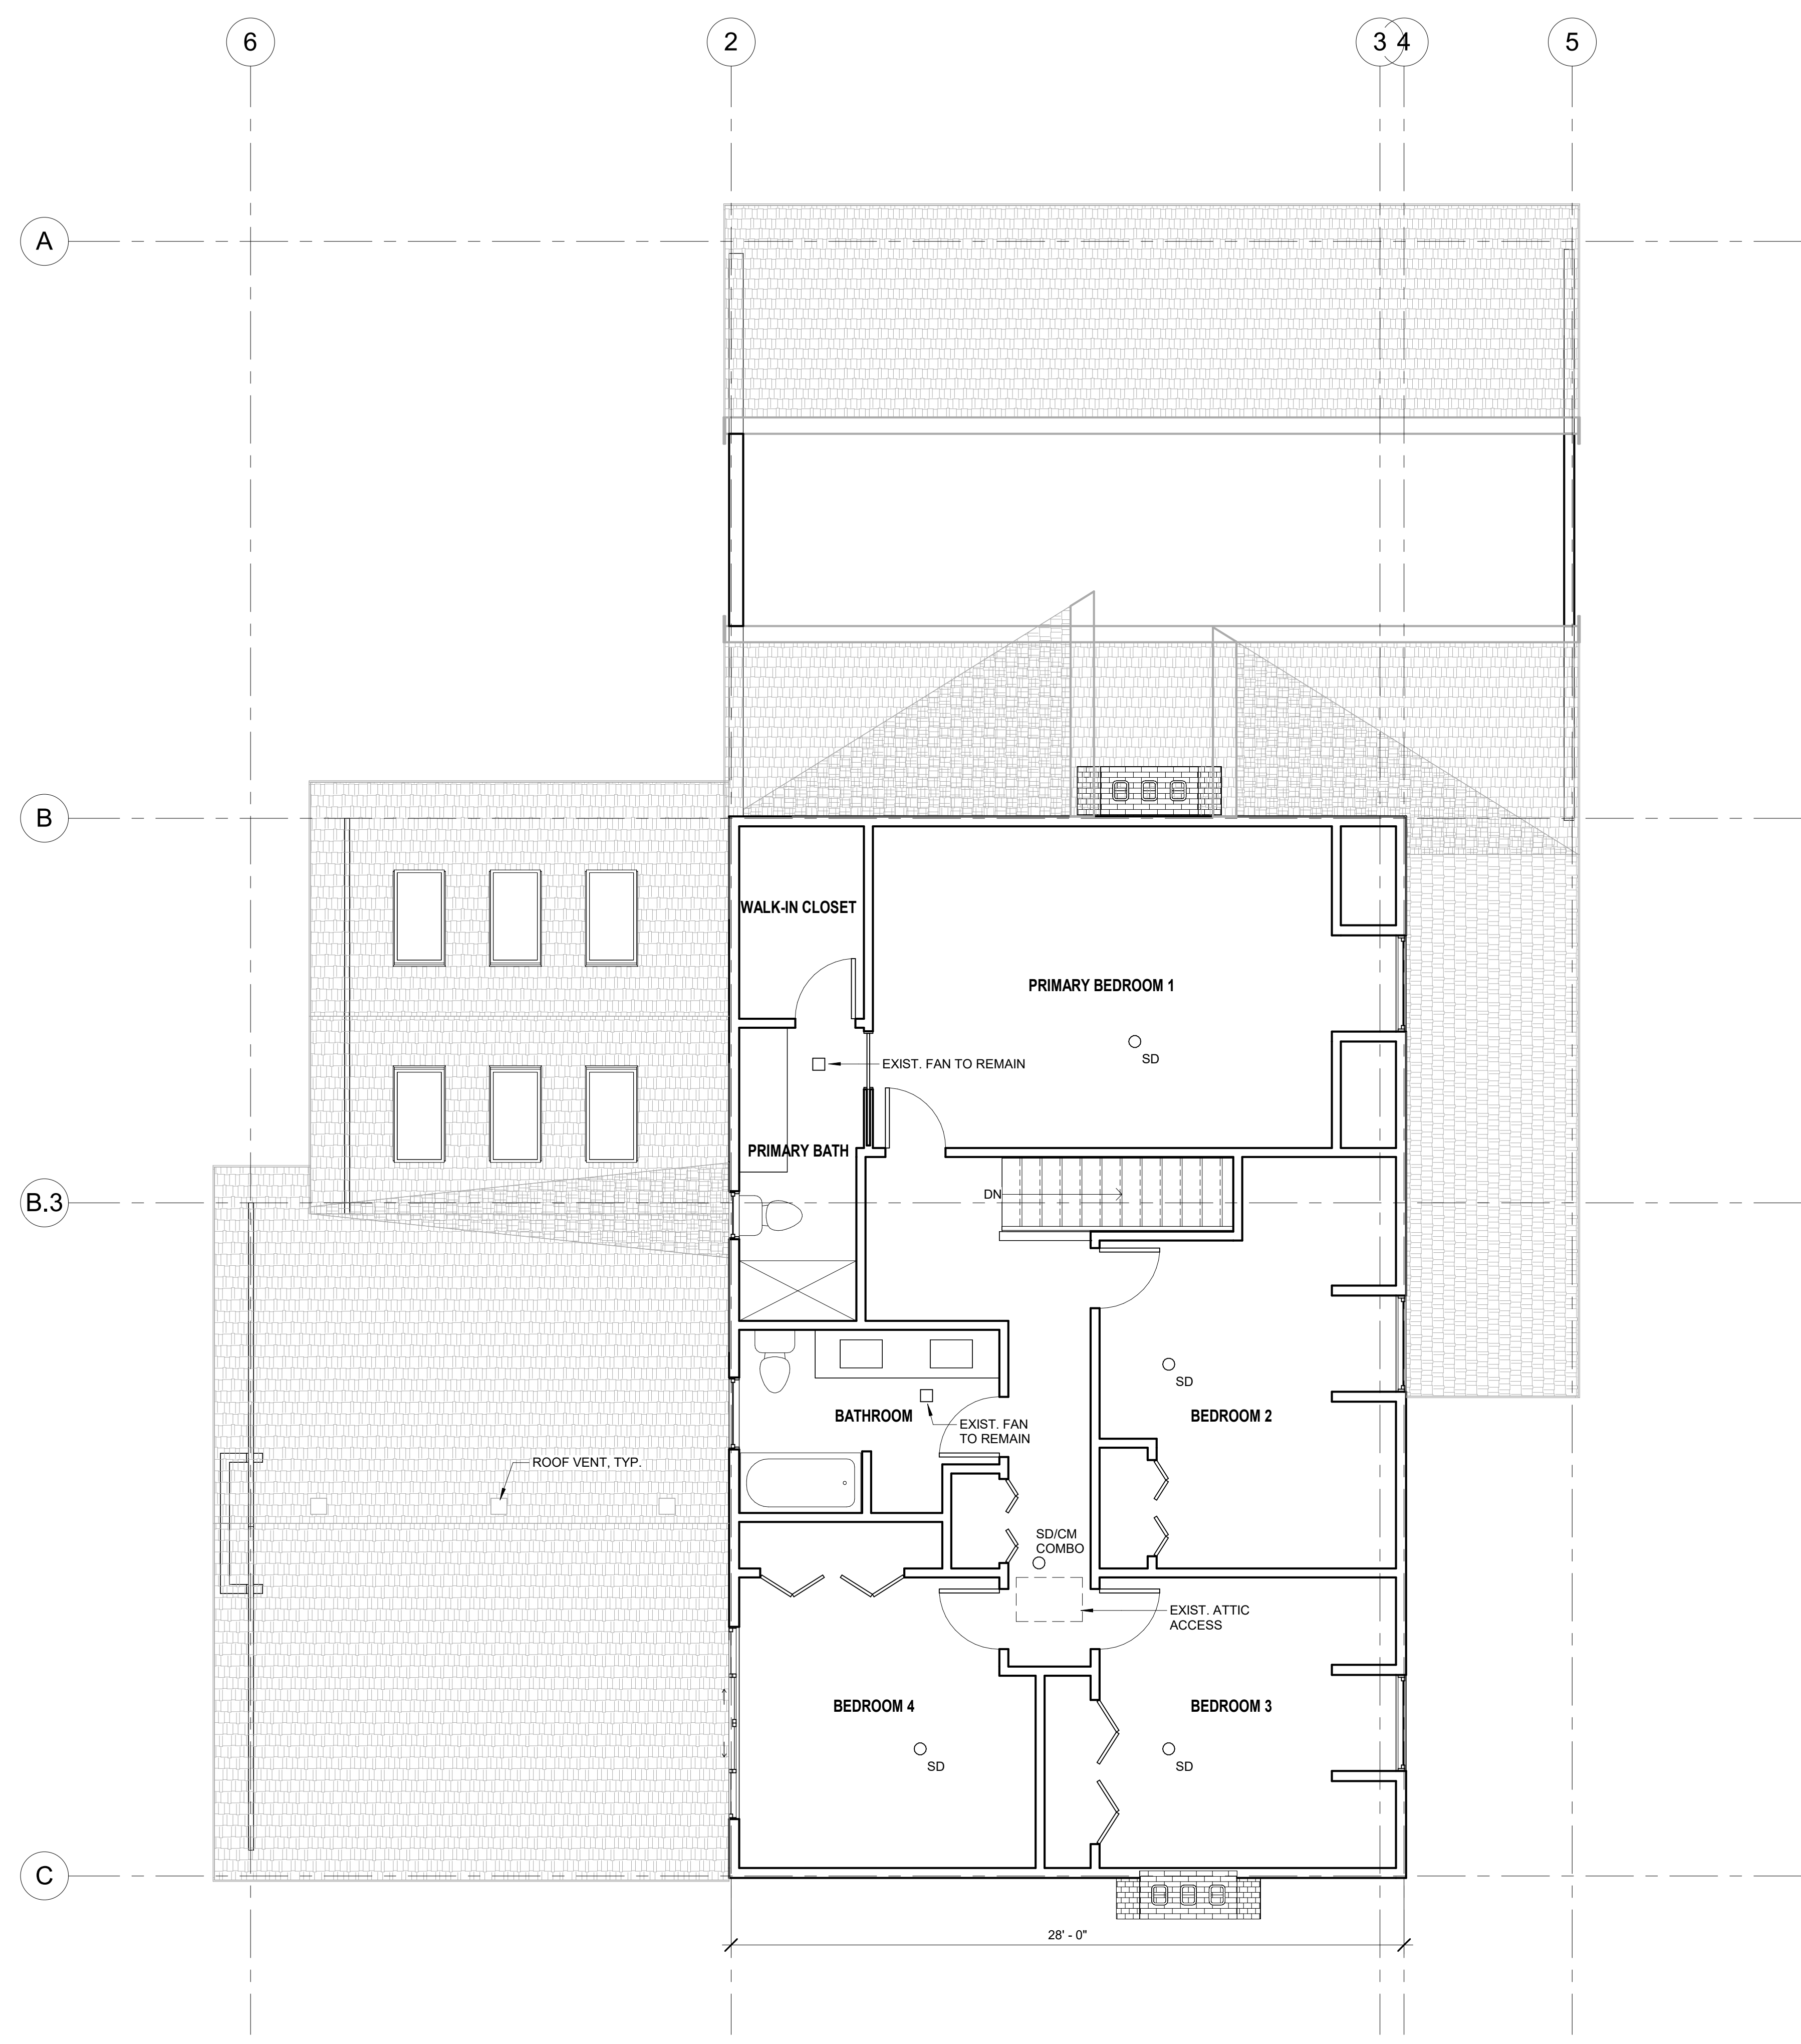 6
2
3
4
5
A
B
WALK-IN CLOSET
PRIMARY BEDROOM 1
SD
EXIST. FAN TO REMAIN
PRIMARY BATH
DN
B.3
SD
BATHROOM
EXIST. FAN
TO REMAIN
BEDROOM 2
ROOF VENT, TYP.
SD/CM
COMBO
EXIST. ATTIC
ACCESS
BEDROOM 4
BEDROOM 3
SD
SD
C
28' - 0"